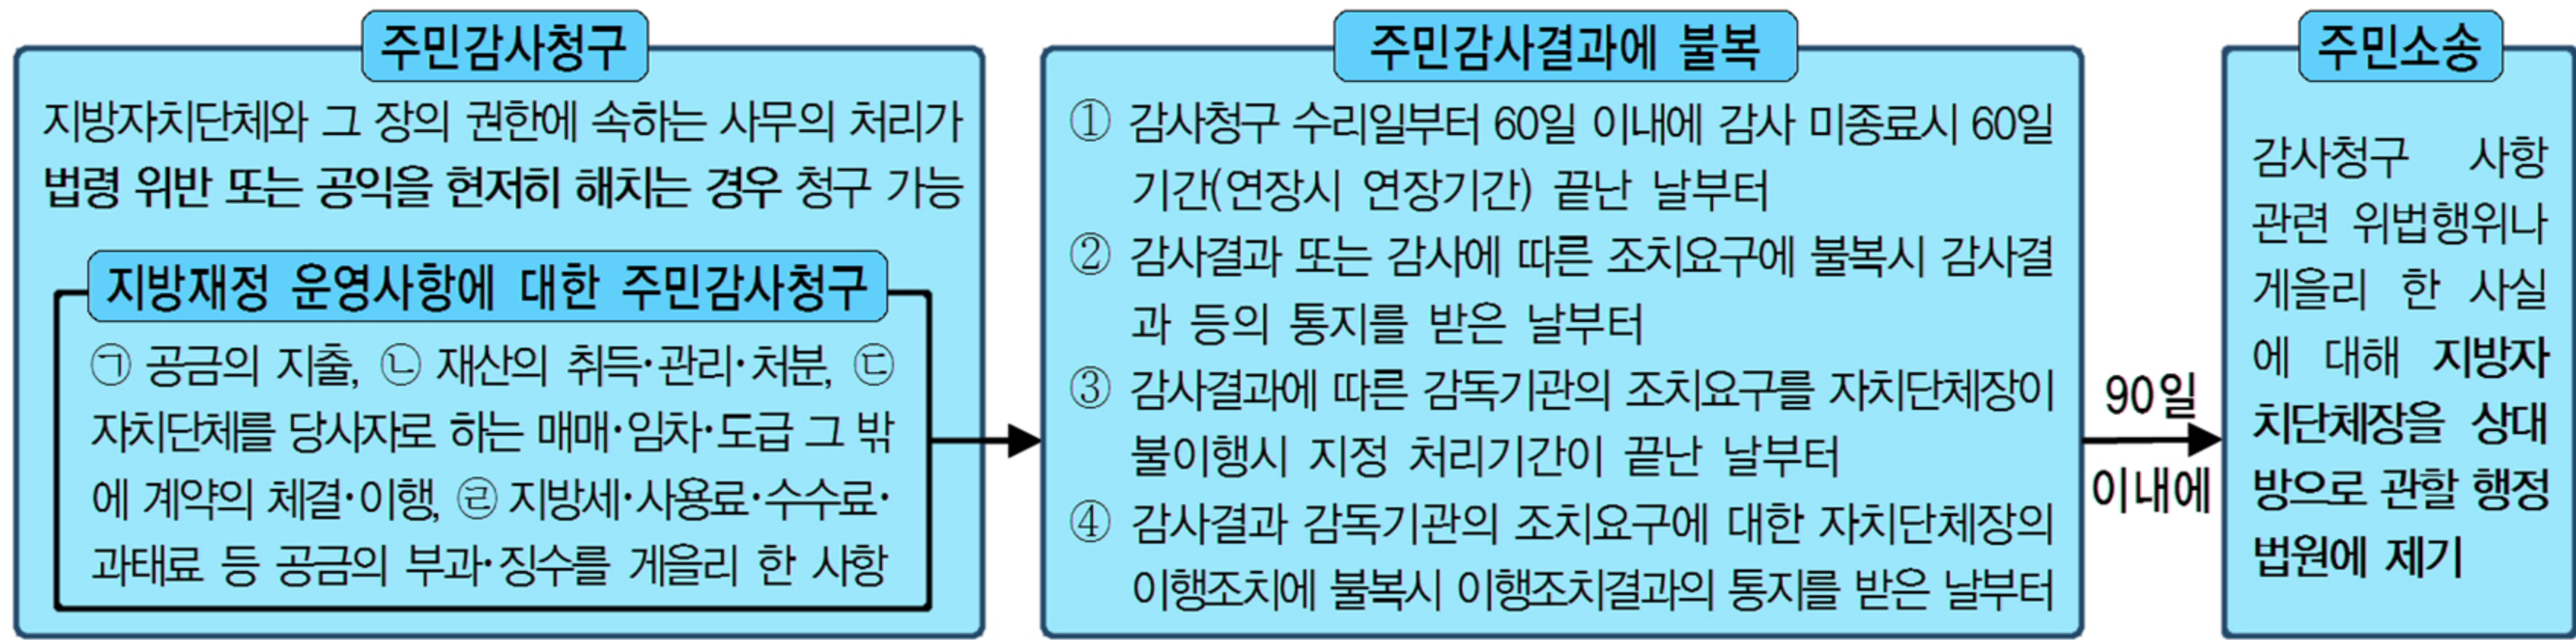 주민감사청구
지방자치단체와 그 장의 권한에 속하는 사무의 처리가
법령 위반 또는 공익을 현저히 해치는 경우 청구 가능
지방재정 운영사항에 대한 주민감사청구
㉠ 공금의 지출, ㉡ 재산의 취득·관리·처분, ㉢
자치단체를 당사자로 하는 매매·임차·도급 그 밖
에 계약의 체결·이행, ㉣ 지방세·사용료·수수료·
과태료 등 공금의 부과·징수를 게을리 한 사항
주민감사결과에 불복
① 감사청구 수리일부터 60일 이내에 감사 미종료시 60일
기간(연장시 연장기간) 끝난 날부터
② 감사결과 또는 감사에 따른 조치요구에 불복시 감사결
과 등의 통지를 받은 날부터
③ 감사결과에 따른 감독기관의 조치요구를 자치단체장이
불이행시 지정 처리기간이 끝난 날부터
④ 감사결과 감독기관의 조치요구에 대한 자치단체장의
이행조치에 불복시 이행조치결과의 통지를 받은 날부터
90일
이내에
주민소송
감사청구 사항
관련 위법행위나
게을리 한 사실
에 대해 지방자
치단체장을 상대
방으로 관할 행정
법원에 제기